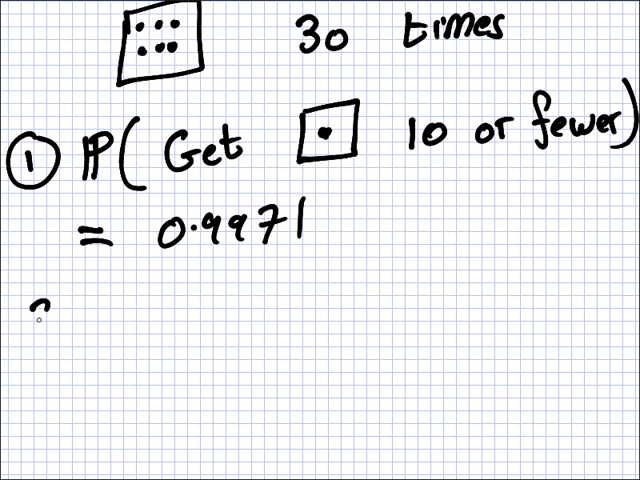 30 times
① ℙ( Get 10 or fewer)
= 0.9971